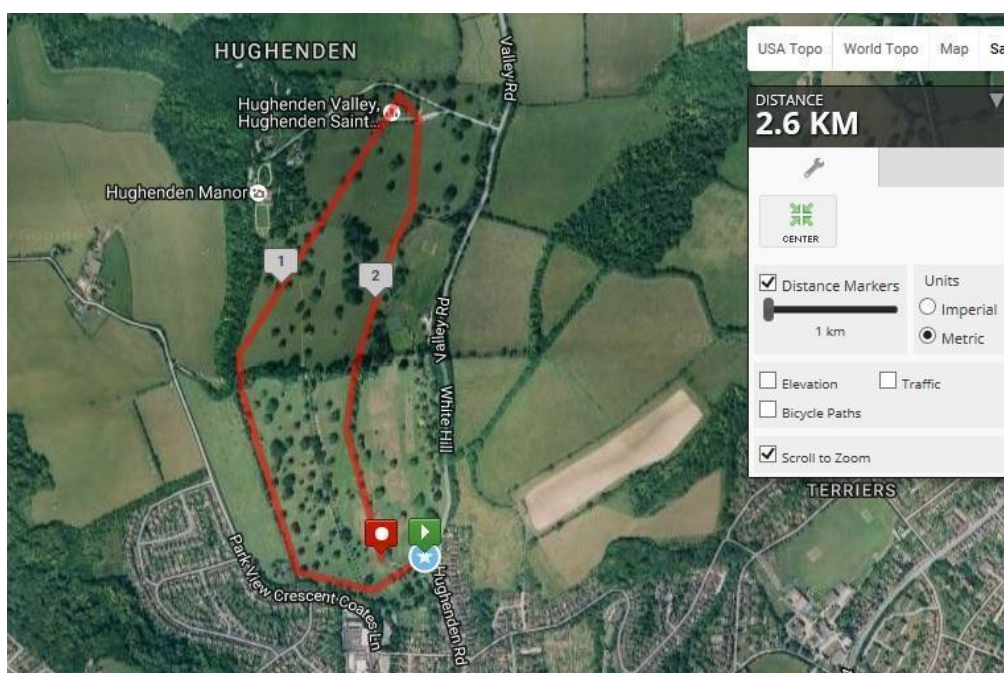 HUGHENDEN
Hughenden Valley,
Hughenden Saint...
Hughenden Manor
Valley Rd
1
2
Valley Rd
White Hill
Park View Crescent
Coates Ln
Hughenden Rd
TERRIERS
USA Topo World Topo Map Sa
DISTANCE
2.6 KM
CENTER
Distance Markers
1 km
Units
Imperial
Metric
Elevation Traffic
Bicycle Paths
Scroll to Zoom